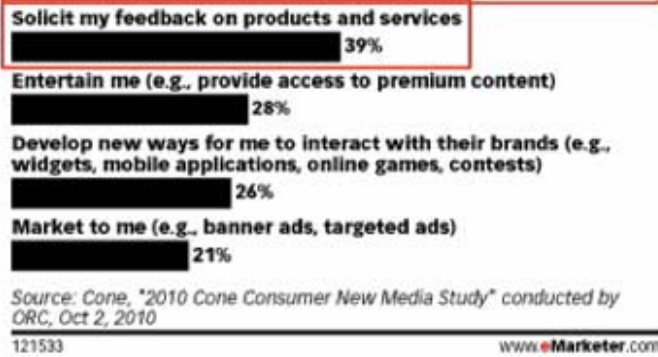 Solicit my feedback on products and services
39%
Entertain me (e.g., provide access to premium content)
28%
Develop new ways for me to interact with their brands (e.g.,
widgets, mobile applications, online games, contests)
26%
Market to me (e.g., banner ads, targeted ads)
21%
Source: Cone, "2010 Cone Consumer New Media Study" conducted by
ORC, Oct 2, 2010
121533 www.eMarketer.com